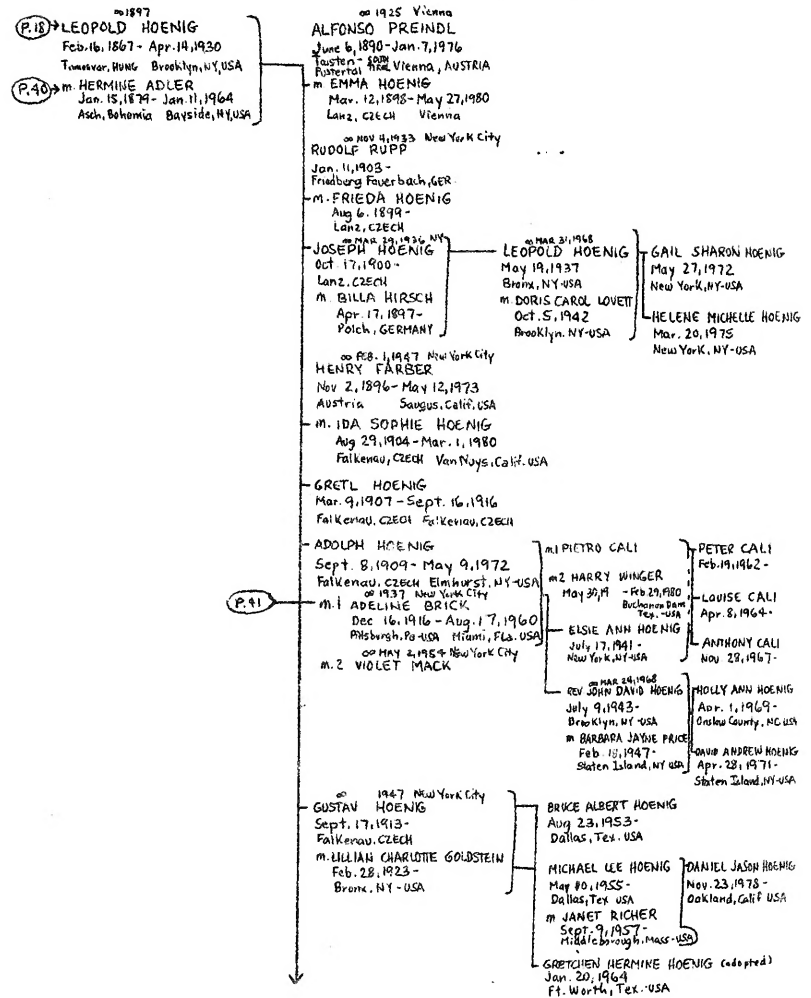 ∞1897
P.18 LEOPOLD HOENIG
Feb.16, 1867 - Apr.14, 1930
Temesvar, HUNG Brooklyn, NY, USA
P.40 m. HERMINE ADLER
Jan. 15, 1879 - Jan. 11, 1964
Asch, Bohemia Bayside, NY, USA
∞ 1925 Vienna
ALFONSO PREINDL
June 6, 1890 - Jan. 7, 1976
Taisten - SOUTH TIROL Vienna, AUSTRIA
Pustertal
m EMMA HOENIG
Mar. 12, 1898 - May 27, 1980
Lanz, CZECH Vienna
∞ NOV 4, 1933 New York City
RUDOLF RUPP
Jan. 11, 1903 -
Friedberg Fauerbach, GER
m. FRIEDA HOENIG
Aug 6. 1899 -
Lanz, CZECH
∞ MAR 29, 1936 NY
JOSEPH HOENIG
Oct 17, 1900 -
Lanz, CZECH
m. BILLA HIRSCH
Apr. 17, 1897 -
Polch, GERMANY
∞ MAR 31, 1968
LEOPOLD HOENIG
May 19, 1937
Bronx, NY-USA
m. DORIS CAROL LOVETT
Oct. 5, 1942
Brooklyn. NY-USA
GAIL SHARON HOENIG
May 27, 1972
New York, NY-USA
HELENE MICHELLE HOENIG
Mar. 20, 1975
New York, NY-USA
∞ FEB. 1, 1947 New York City
HENRY FARBER
Nov 2, 1896 - May 12, 1973
Austria Saugus, Calif. USA
m. IDA SOPHIE HOENIG
Aug 29, 1904 - Mar. 1, 1980
Falkenau, CZECH Van Nuys, Calif. USA
GRETL HOENIG
Mar. 9, 1907 - Sept. 16, 1916
Falkenau, CZECH Falkenau, CZECH
ADOLPH HOENIG
Sept. 8, 1909 - May 9, 1972
Falkenau, CZECH Elmhurst, NY-USA
∞ 1937 New York City
P.41 m.1 ADELINE BRICK
Dec 16, 1916 - Aug. 17, 1960
Pittsburgh, Pa-USA Miami, Fla. USA
∞ MAY 2, 1954 New York City
m. 2 VIOLET MACK
m1 PIETRO CALI
m2 HARRY WINGER
May 30, 19 - Feb 29, 1980
Buchanan Dam
Tex. - USA
ELSIE ANN HOENIG
July 17, 1941 -
New York, NY-USA
PETER CALI
Feb. 19, 1962 -
LOUISE CALI
Apr. 8, 1964 -
ANTHONY CALI
Nov 28, 1967 -
∞ MAR 24, 1968
REV JOHN DAVID HOENIG
July 9, 1943 -
Brooklyn, NY-USA
m BARBARA JAYNE PRICE
Feb. 18, 1947 -
Staten Island, NY USA
HOLLY ANN HOENIG
Apr. 1, 1969 -
Onslow County, NC USA
DAVID ANDREW HOENIG
Apr. 28, 1971 -
Staten Island, NY-USA
∞ 1947 New York City
GUSTAV HOENIG
Sept. 17, 1913 -
Falkenau. CZECH
m. LILLIAN CHARLOTTE GOLDSTEIN
Feb. 28, 1923 -
Bronx, NY - USA
BRUCE ALBERT HOENIG
Aug 23, 1953 -
Dallas, Tex. USA
MICHAEL LEE HOENIG
May 10, 1955 -
Dallas, Tex USA
m JANET RICHER
Sept. 9, 1957 -
Middleborough, Mass-USA
DANIEL JASON HOENIG
Nov. 23, 1978 -
Oakland, Calif USA
GRETCHEN HERMINE HOENIG (adopted)
Jan. 20, 1964
Ft. Worth, Tex. - USA